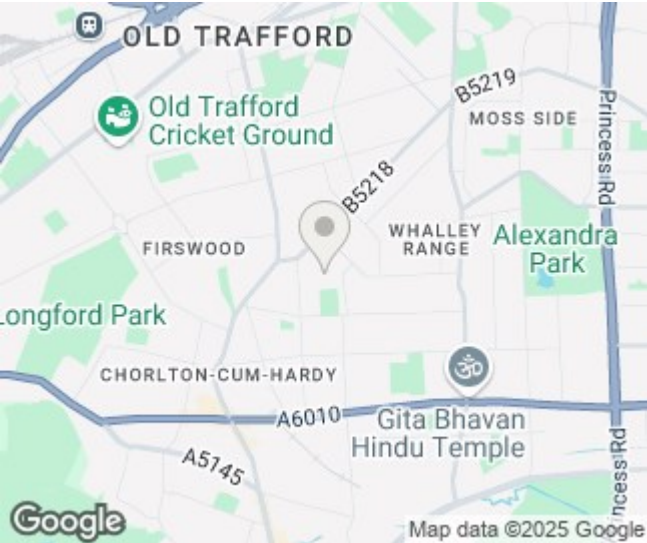 OLD TRAFFORD
Old Trafford
Cricket Ground
B5219
MOSS SIDE
Princess Rd
B5218
FIRSWOOD
WHALLEY
RANGE
Alexandra
Park
Longford Park
CHORLTON-CUM-HARDY
A6010
Gita Bhavan
Hindu Temple
A5145
Princess Rd
Google
Map data ©2025 Google